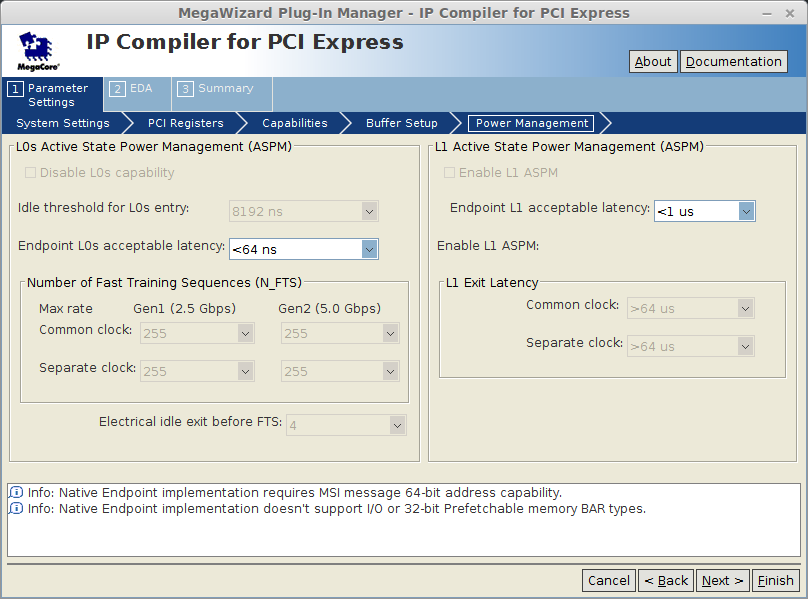 MegaWizard Plug-In Manager - IP Compiler for PCI Express
MegaCore®
IP Compiler for PCI Express
About
Documentation
1 Parameter Settings
2 EDA
3 Summary
System Settings
PCI Registers
Capabilities
Buffer Setup
Power Management
L0s Active State Power Management (ASPM)
Disable L0s capability
Idle threshold for L0s entry: 8192 ns
Endpoint L0s acceptable latency: <64 ns
Number of Fast Training Sequences (N_FTS)
Max rate Gen1 (2.5 Gbps) Gen2 (5.0 Gbps)
Common clock: 255 255
Separate clock: 255 255
Electrical idle exit before FTS: 4
L1 Active State Power Management (ASPM)
Enable L1 ASPM
Endpoint L1 acceptable latency: <1 us
Enable L1 ASPM:
L1 Exit Latency
Common clock: >64 us
Separate clock: >64 us
Info: Native Endpoint implementation requires MSI message 64-bit address capability.
Info: Native Endpoint implementation doesn't support I/O or 32-bit Prefetchable memory BAR types.
Cancel
< Back
Next >
Finish